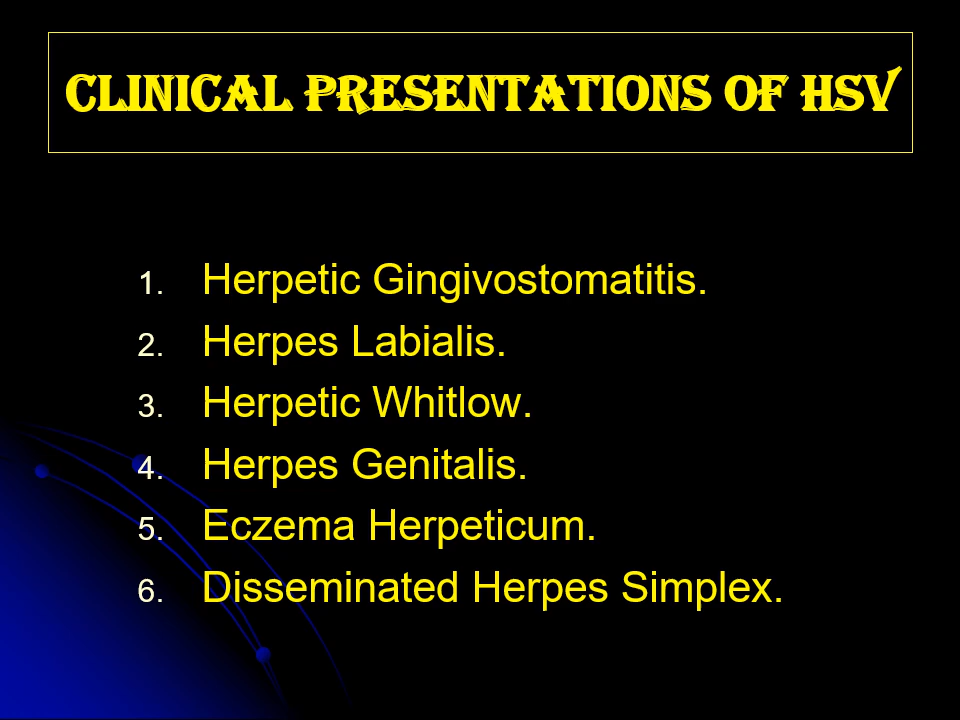 CLINICAL PRESENTATIONS OF HSV
1. Herpetic Gingivostomatitis.
2. Herpes Labialis.
3. Herpetic Whitlow.
4. Herpes Genitalis.
5. Eczema Herpeticum.
6. Disseminated Herpes Simplex.